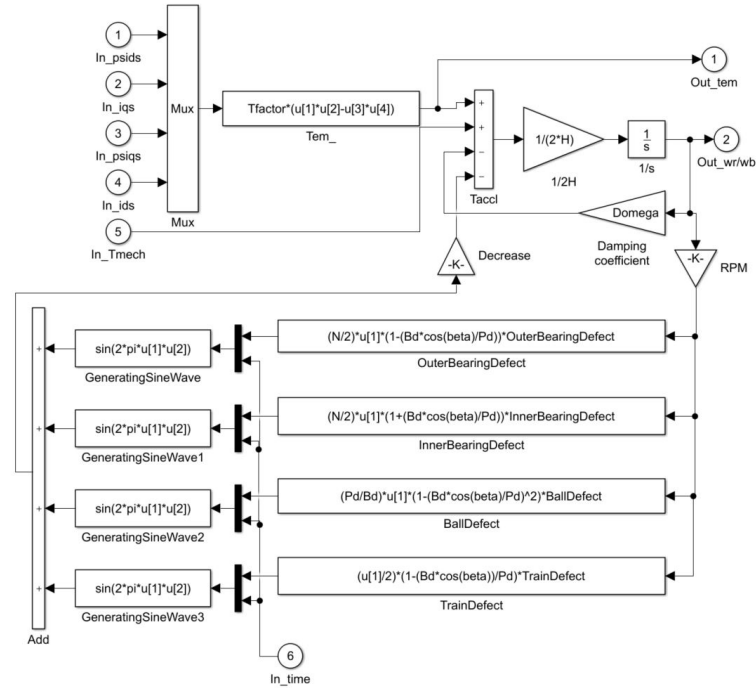 1
In_psids
2
In_iqs
3
In_psiqs
4
In_ids
5
In_Tmech
Mux
Mux
Tfactor*(u[1]*u[2]-u[3]*u[4])
Tem_
+
+
−
−
Taccl
1/(2*H)
1/2H
1
s
1/s
1
Out_tem
2
Out_wr/wb
Domega
Damping
coefficient
-K-
RPM
-K-
Decrease
+
+
+
+
Add
sin(2*pi*u[1]*u[2])
GeneratingSineWave
(N/2)*u[1]*(1-(Bd*cos(beta)/Pd))*OuterBearingDefect
OuterBearingDefect
sin(2*pi*u[1]*u[2])
GeneratingSineWave1
(N/2)*u[1]*(1+(Bd*cos(beta)/Pd))*InnerBearingDefect
InnerBearingDefect
sin(2*pi*u[1]*u[2])
GeneratingSineWave2
(Pd/Bd)*u[1]*(1-(Bd*cos(beta)/Pd)^2)*BallDefect
BallDefect
sin(2*pi*u[1]*u[2])
GeneratingSineWave3
(u[1]/2)*(1-(Bd*cos(beta))/Pd)*TrainDefect
TrainDefect
6
In_time